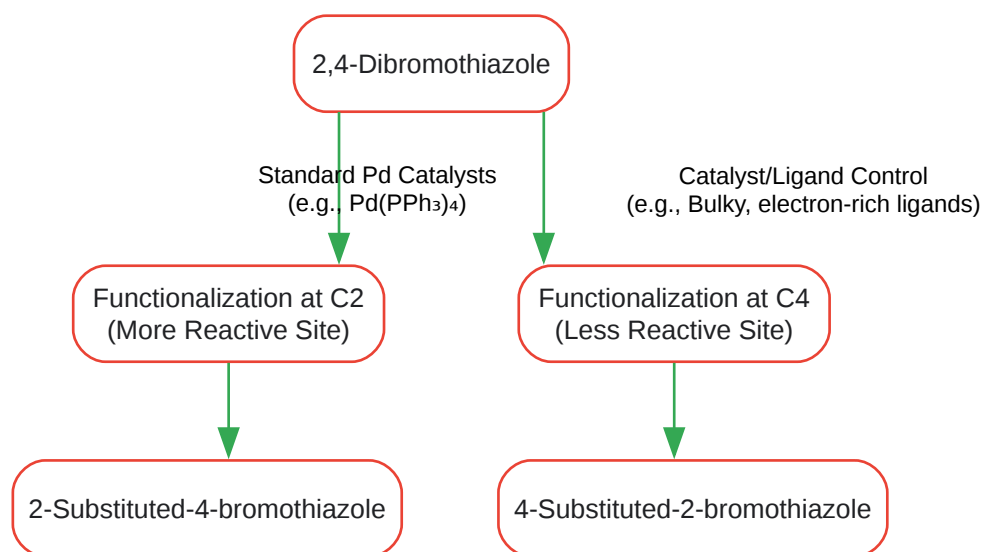 2,4-Dibromothiazole
Standard Pd Catalysts
(e.g., Pd(PPh₃)₄)
Catalyst/Ligand Control
(e.g., Bulky, electron-rich ligands)
Functionalization at C2
(More Reactive Site)
Functionalization at C4
(Less Reactive Site)
2-Substituted-4-bromothiazole
4-Substituted-2-bromothiazole